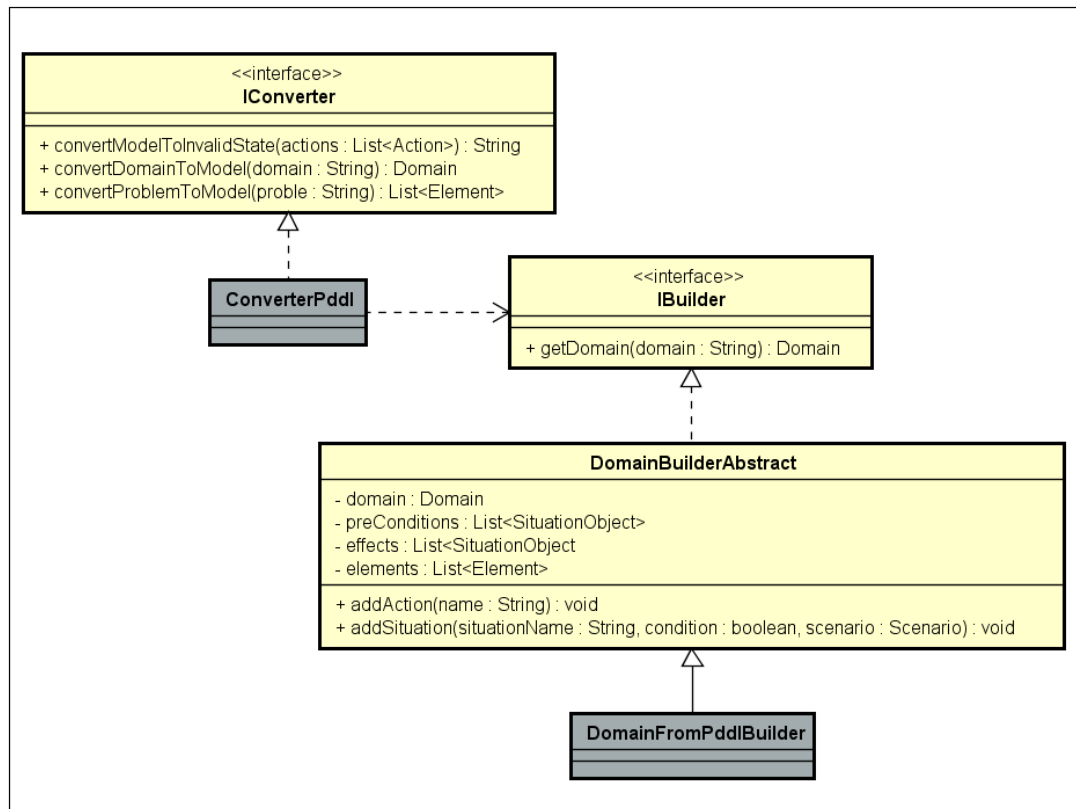 <<interface>>
IConverter
+ convertModelToInvalidState(actions : List<Action>) : String
+ convertDomainToModel(domain : String) : Domain
+ convertProblemToModel(proble : String) : List<Element>
ConverterPddl
<<interface>>
IBuilder
+ getDomain(domain : String) : Domain
DomainBuilderAbstract
- domain : Domain
- preConditions : List<SituationObject>
- effects : List<SituationObject
- elements : List<Element>
+ addAction(name : String) : void
+ addSituation(situationName : String, condition : boolean, scenario : Scenario) : void
DomainFromPddlBuilder